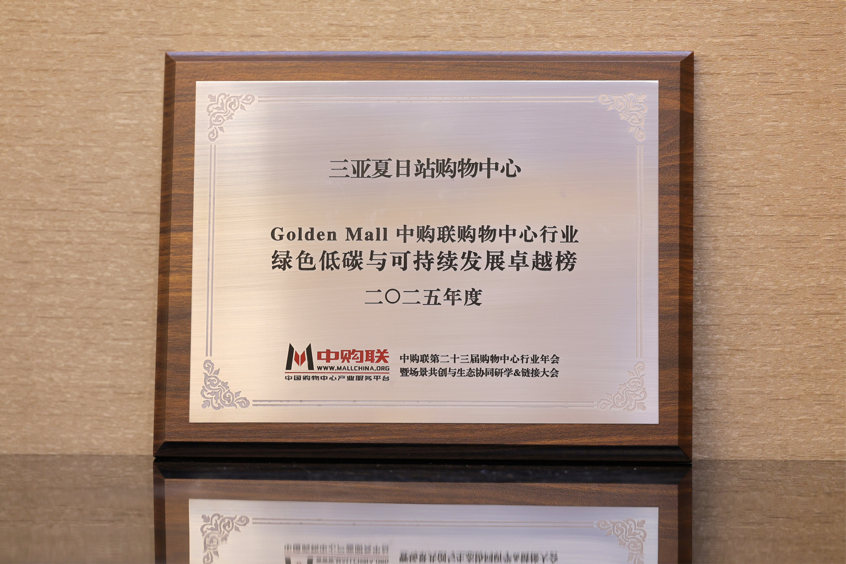 三亚夏日站购物中心
Golden Mall 中购联购物中心行业
绿色低碳与可持续发展卓越榜
二〇二五年度
中购联
WWW.MALLCHINA.ORG
中国购物中心产业服务平台
中购联第二十三届购物中心行业年会
暨场景共创与生态协同研学&链接大会